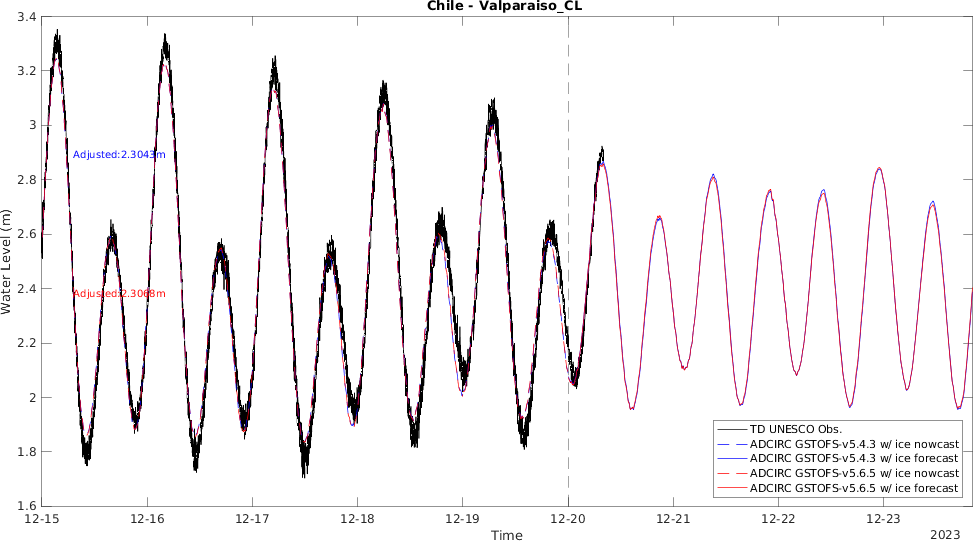 Chile - Valparaiso_CL
3.4
3.2
3
2.8
2.6
2.4
2.2
2
1.8
1.6
Water Level (m)
Adjusted:2.3043m
Adjusted:2.3068m
TD UNESCO Obs.
ADCIRC GSTOFS-v5.4.3 w/ ice nowcast
ADCIRC GSTOFS-v5.4.3 w/ ice forecast
ADCIRC GSTOFS-v5.6.5 w/ ice nowcast
ADCIRC GSTOFS-v5.6.5 w/ ice forecast
12-15 12-16 12-17 12-18 12-19 12-20 12-21 12-22 12-23
Time
2023